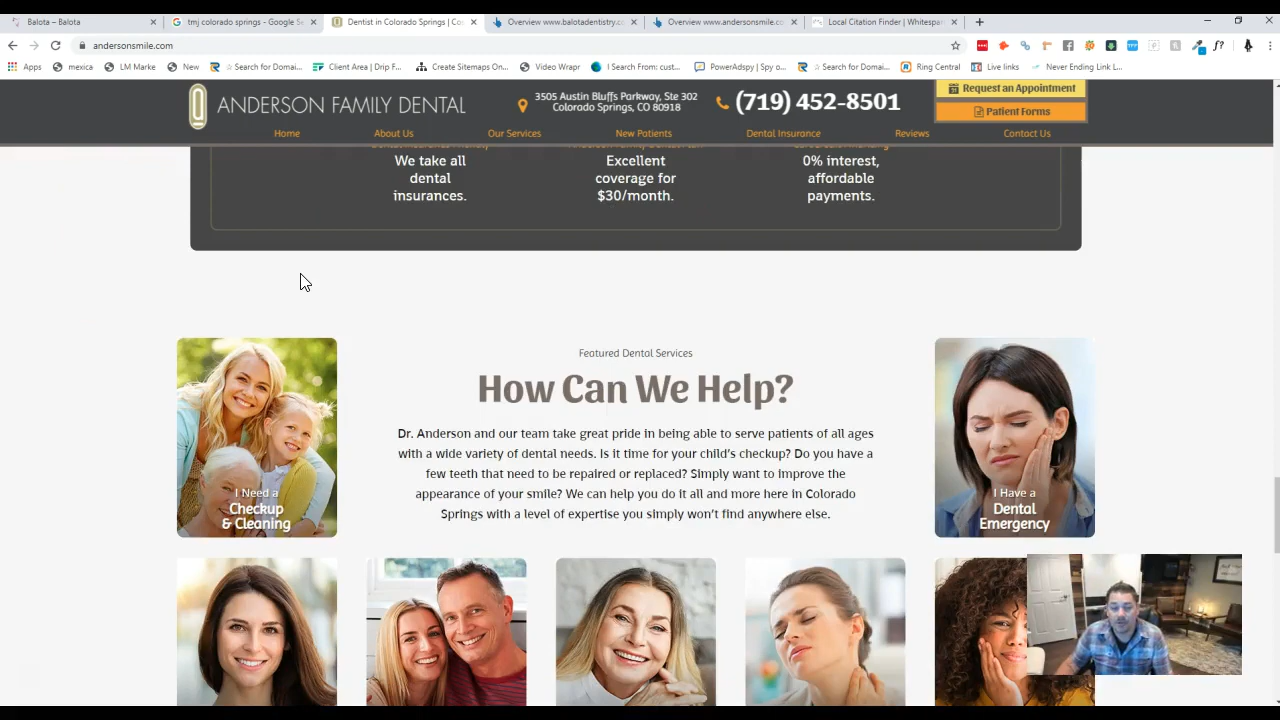 Balota – Balota
tmj colorado springs - Google Se
Dentist in Colorado Springs | Co
Overview www.balotadentistry.c
Overview www.andersonsmile.co
Local Citation Finder | Whitespar
andersonsmile.com
Apps mexica LM Marke New Search for Domai... Client Area | Drip F... Create Sitemaps On... Video Wrapr I Search From: cust... PowerAdspy | Spy o... Search for Domai... Ring Central Live links Never Ending Link L...
ANDERSON FAMILY DENTAL
3505 Austin Bluffs Parkway, Ste 302
Colorado Springs, CO 80918
(719) 452-8501
Request an Appointment
Patient Forms
Home About Us Our Services New Patients Dental Insurance Reviews Contact Us
We take all
dental
insurances.
Excellent
coverage for
$30/month.
0% interest,
affordable
payments.
Featured Dental Services
How Can We Help?
Dr. Anderson and our team take great pride in being able to serve patients of all ages
with a wide variety of dental needs. Is it time for your child's checkup? Do you have a
few teeth that need to be repaired or replaced? Simply want to improve the
appearance of your smile? We can help you do it all and more here in Colorado
Springs with a level of expertise you simply won't find anywhere else.
I Need a
Checkup
& Cleaning
I Have a
Dental
Emergency